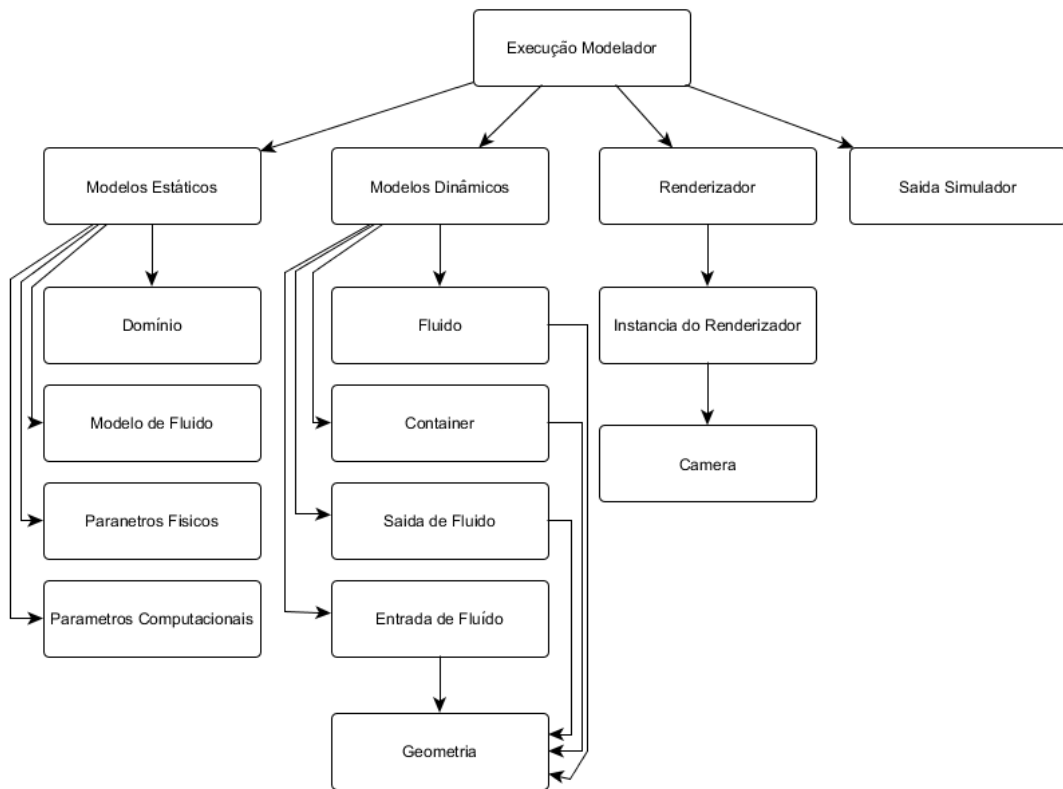 Execução Modelador
Modelos Estáticos
Modelos Dinâmicos
Renderizador
Saida Simulador
Domínio
Fluido
Instancia do Renderizador
Modelo de Fluido
Container
Camera
Paranetros Físicos
Saida de Fluido
Parametros Computacionais
Entrada de Fluído
Geometria